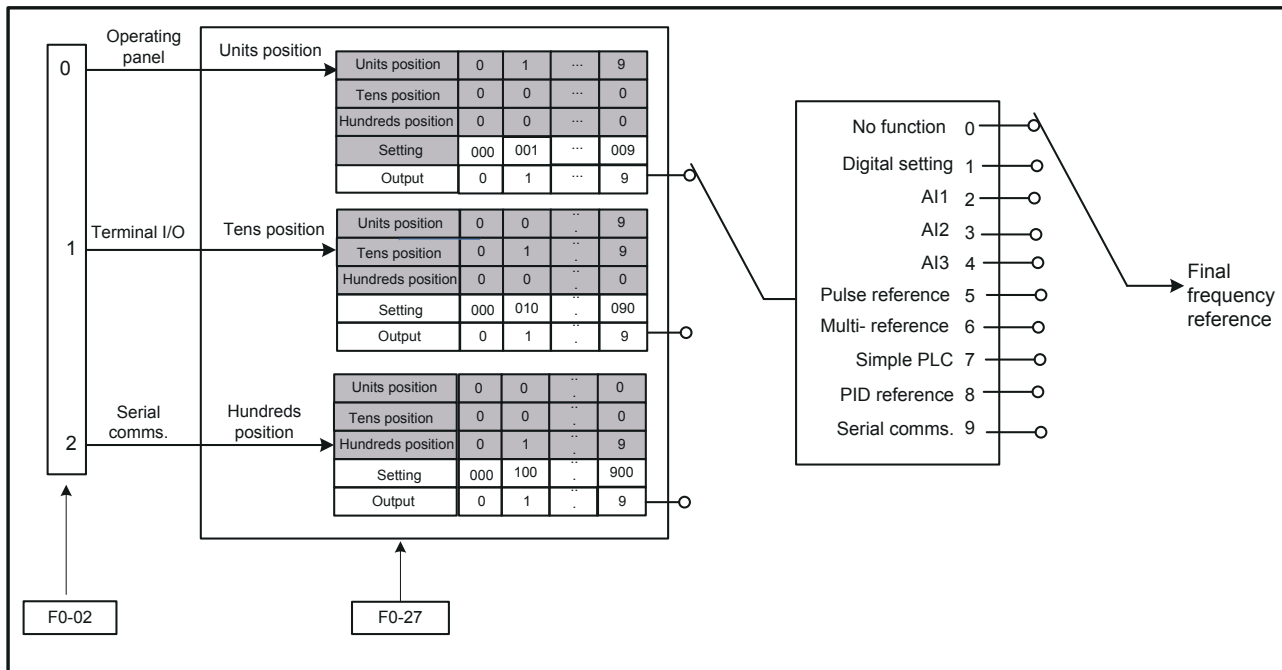 0
Operating
panel
Units position
Units position 0 1 ... 9
Tens position 0 0 ... 0
Hundreds position 0 0 ... 0
Setting 000 001 ... 009
Output 0 1 ... 9
1
Terminal I/O
Tens position
Units position 0 0 ... 9
Tens position 0 1 ... 9
Hundreds position 0 0 ... 0
Setting 000 010 ... 090
Output 0 1 ... 9
2
Serial
comms.
Hundreds
position
Units position 0 0 ... 0
Tens position 0 0 ... 0
Hundreds position 0 1 ... 9
Setting 000 100 ... 900
Output 0 1 ... 9
No function 0
Digital setting 1
AI1 2
AI2 3
AI3 4
Pulse reference 5
Multi- reference 6
Simple PLC 7
PID reference 8
Serial comms. 9
Final
frequency
reference
F0-02
F0-27